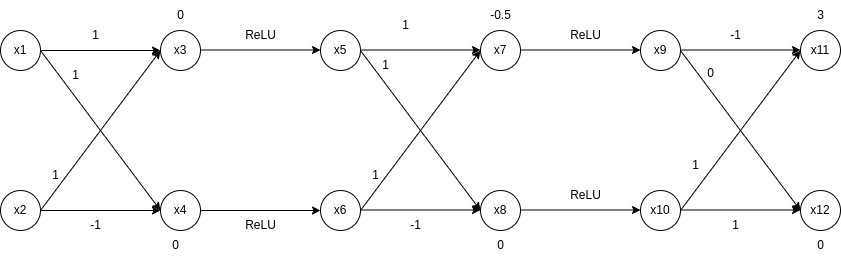 0 -0.5 3
1 ReLU 1 ReLU -1
x1 x3 x5 x7 x9 x11
1 1 0
1 1 1
ReLU
x2 x4 x6 x8 x10 x12
-1 ReLU -1 1
0 0 0